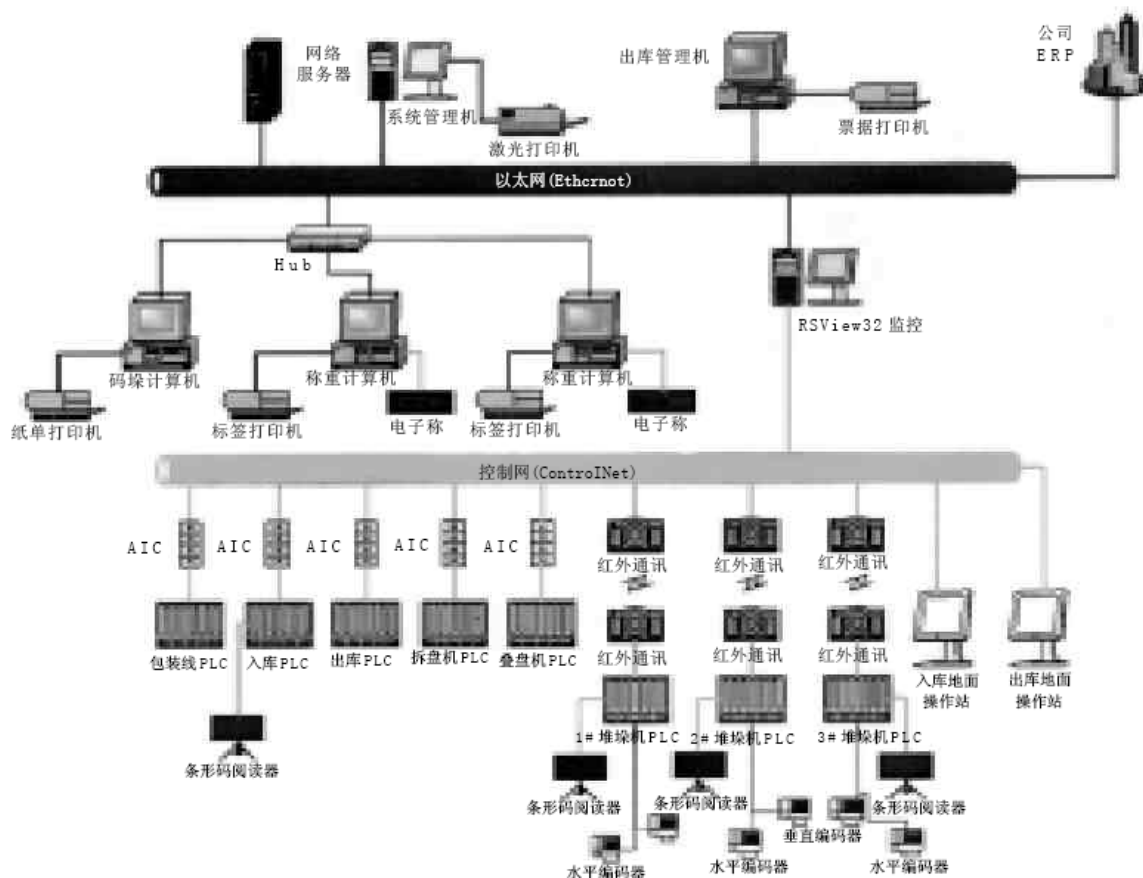 网络
服务器
系统管理机
激光打印机
出库管理机
票据打印机
公司
ERP
以太网(Ethcrnot)
Hub
RSView32 监控
码垛计算机
称重计算机
称重计算机
纸单打印机
标签打印机
电子称
标签打印机
电子称
控制网(ControINet)
AIC
AIC
AIC
AIC
AIC
红外通讯
红外通讯
红外通讯
包装线PLC
入库PLC
出库PLC
拆盘机PLC
叠盘机PLC
红外通讯
红外通讯
红外通讯
入库地面
操作站
出库地面
操作站
1#堆垛机PLC
2#堆垛机PLC
3#堆垛机PLC
条形码阅读器
条形码阅读器
条形码阅读器
条形码阅读器
垂直编码器
水平编码器
水平编码器
水平编码器